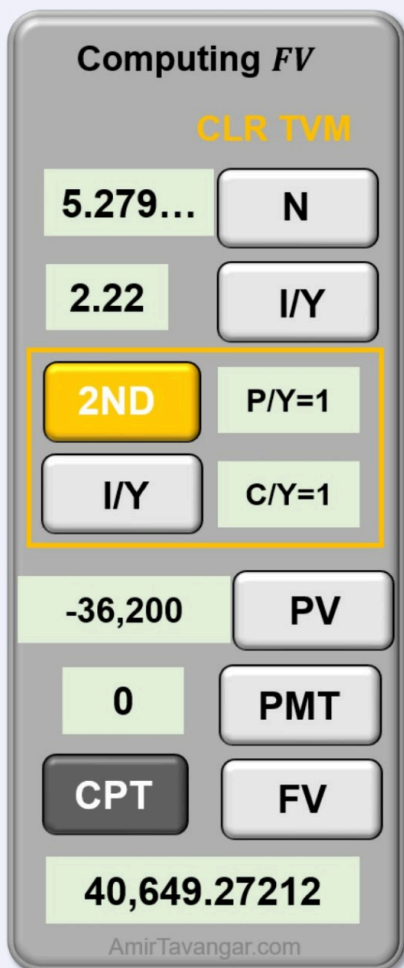 Computing FV
CLR TVM
5.279... N
2.22 I/Y
2ND P/Y=1
I/Y C/Y=1
-36,200 PV
0 PMT
CPT FV
40,649.27212
AmirTavangar.com